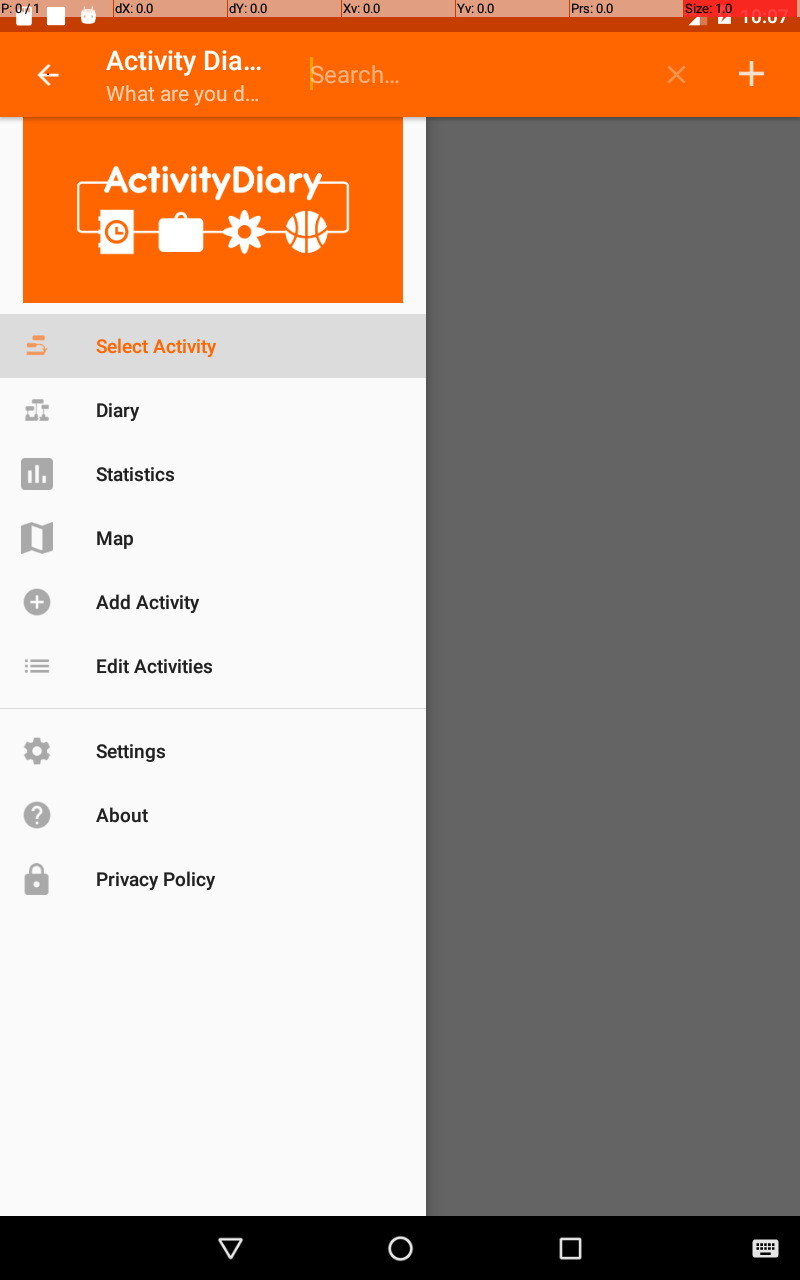 P: 0 / 1 dX: 0.0 dY: 0.0 Xv: 0.0 Yv: 0.0 Prs: 0.0 Size: 1.0
10:07
Activity Dia...
What are you d...
Search...
ActivityDiary
Select Activity
Diary
Statistics
Map
Add Activity
Edit Activities
Settings
About
Privacy Policy